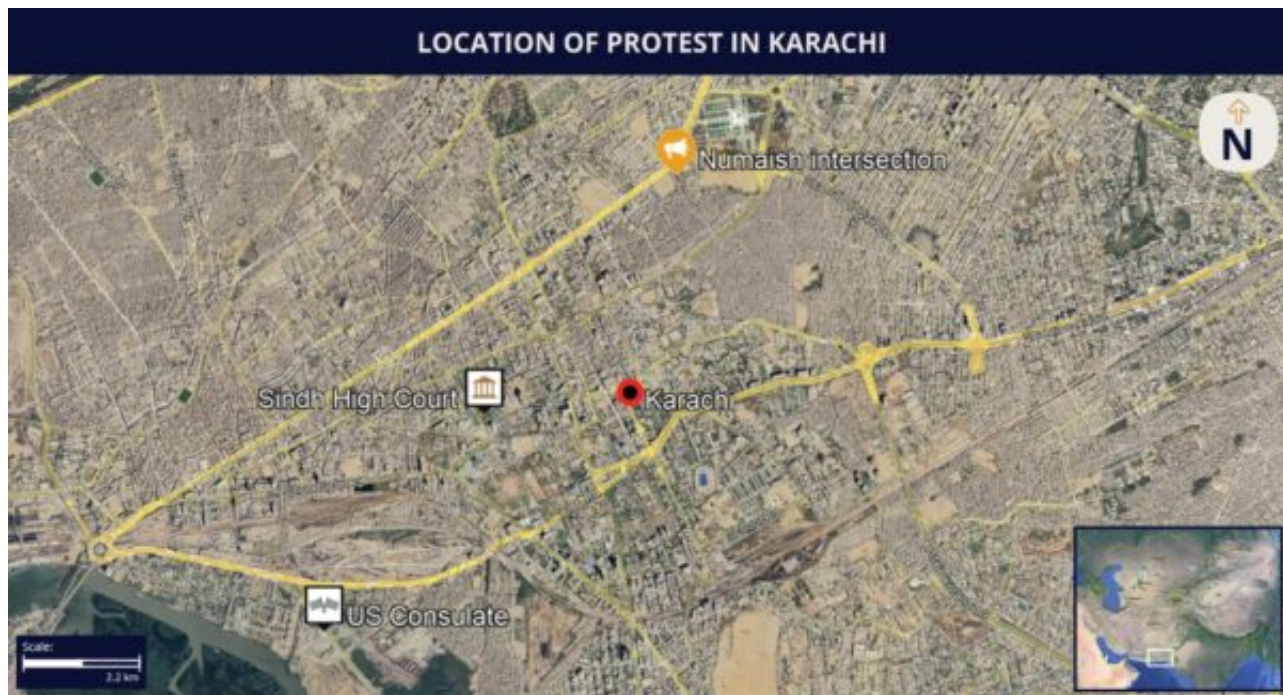 LOCATION OF PROTEST IN KARACHI
N
Numaish intersection
Sindh High Court
Karachi
US Consulate
Scale:
2.2 km